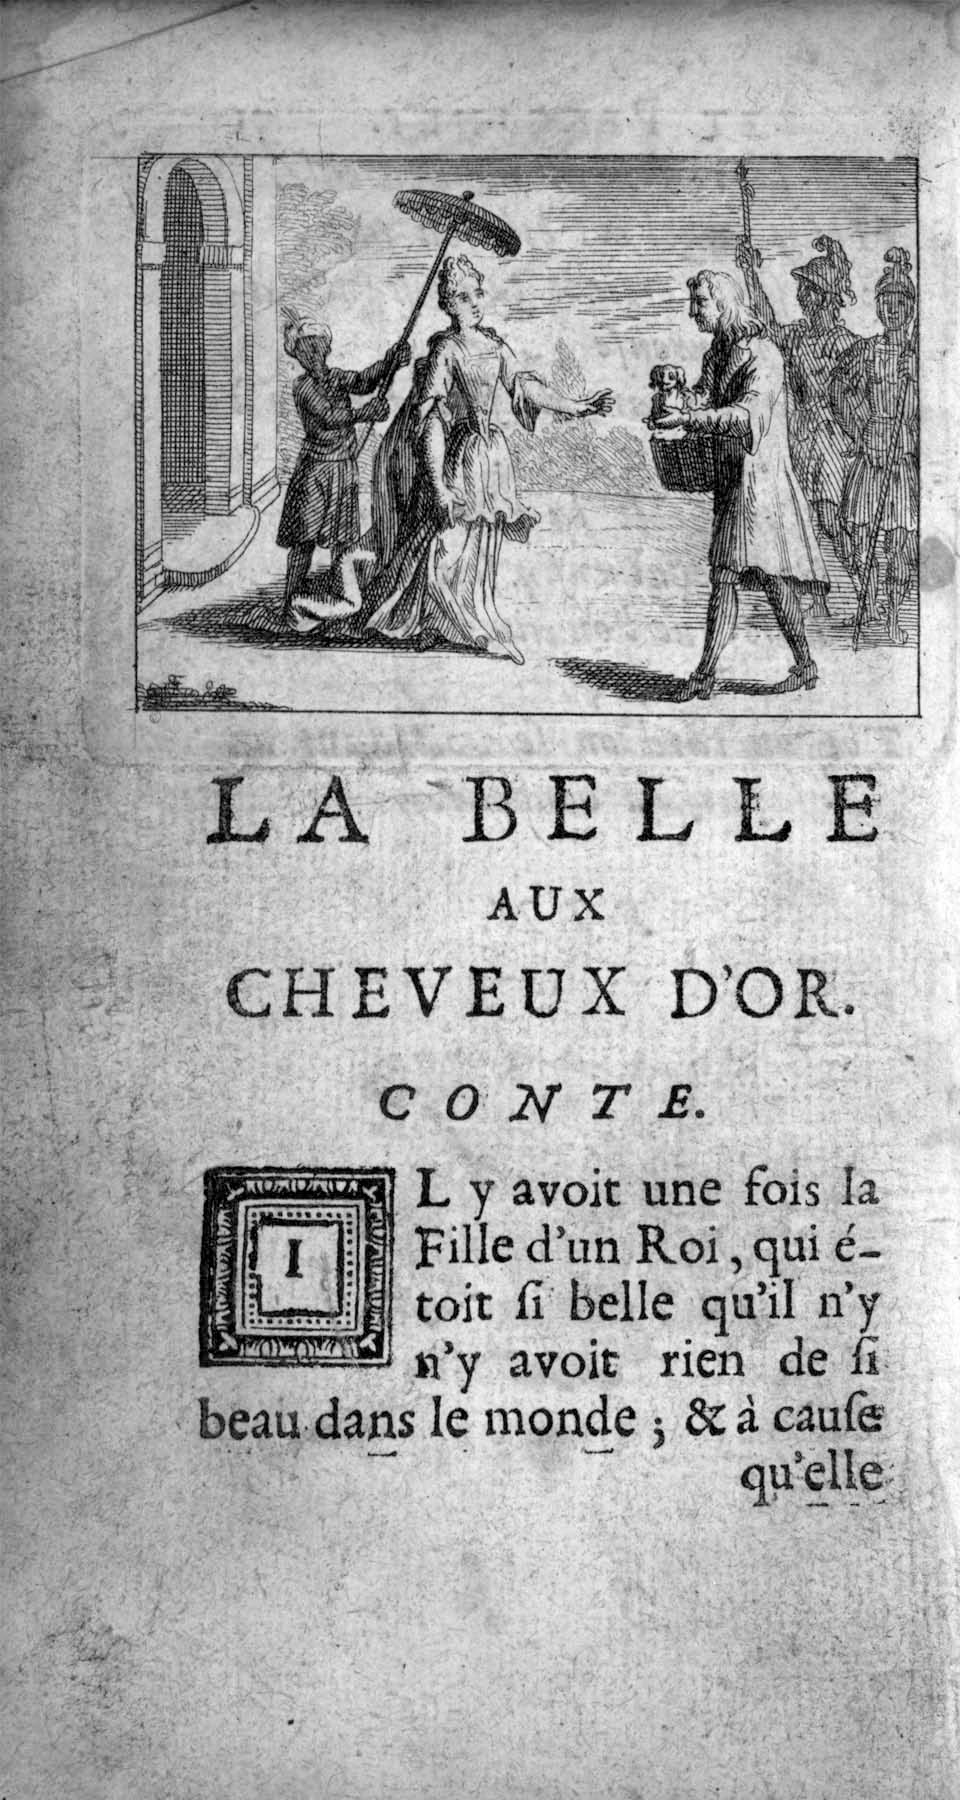 LA BELLE
AUX
CHEVEUX D'OR.
CONTE.
IL y avoit une fois la
Fille d'un Roi, qui é-
toit ſi belle qu'il n'y
n'y avoit rien de ſi
beau dans le monde ; & à cauſe
qu'elle